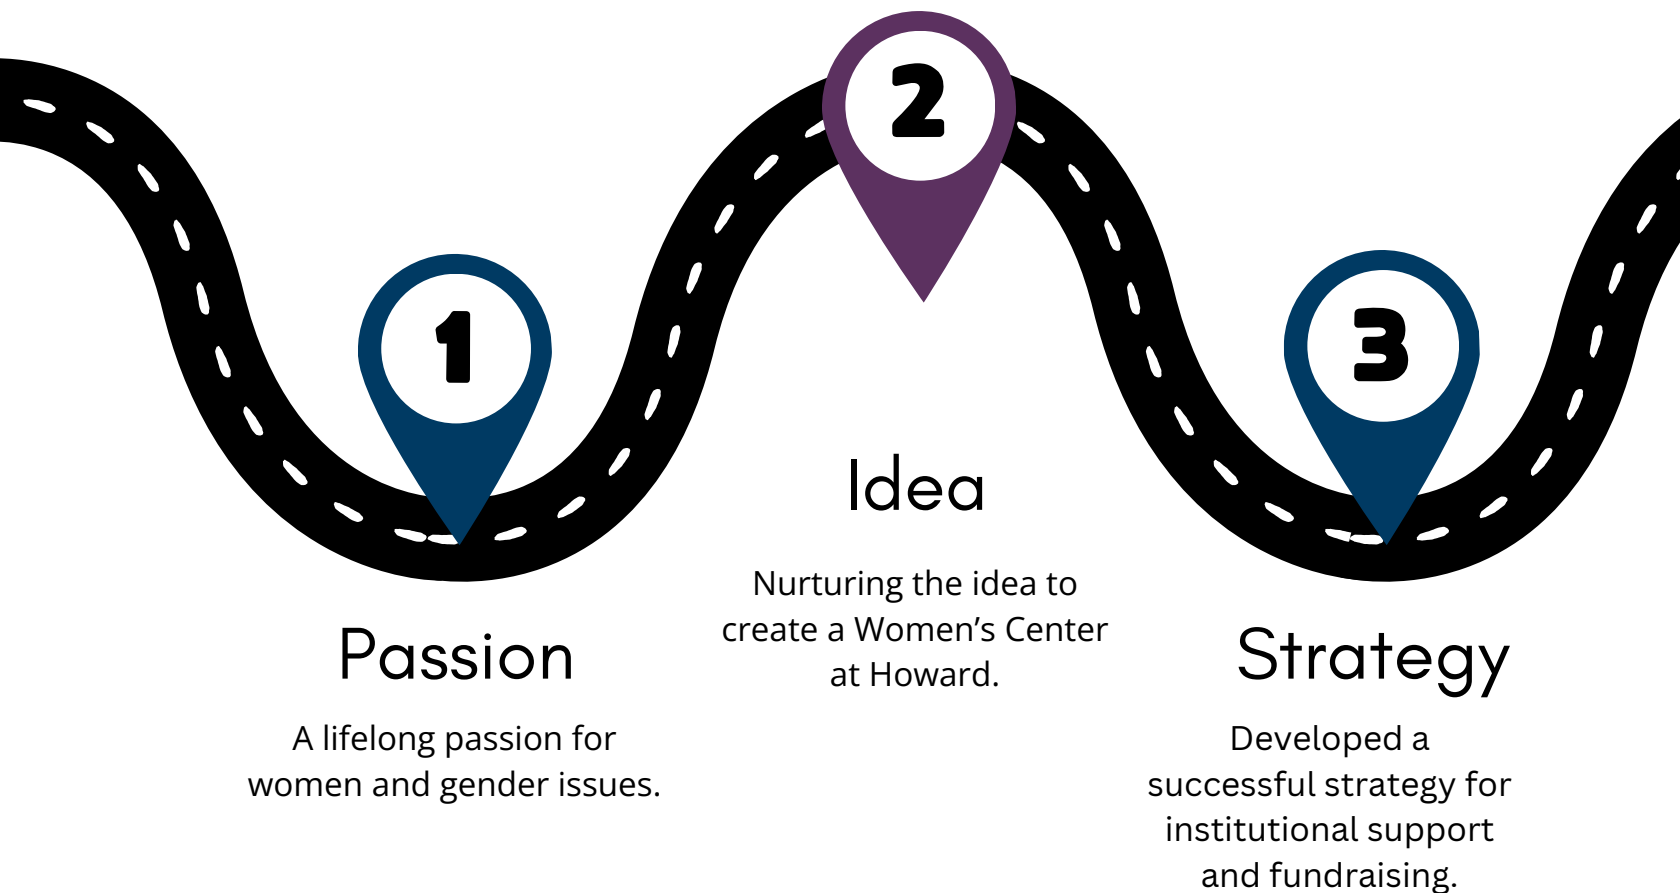 1
Passion
A lifelong passion for
women and gender issues.
2
Idea
Nurturing the idea to
create a Women’s Center
at Howard.
3
Strategy
Developed a
successful strategy for
institutional support
and fundraising.